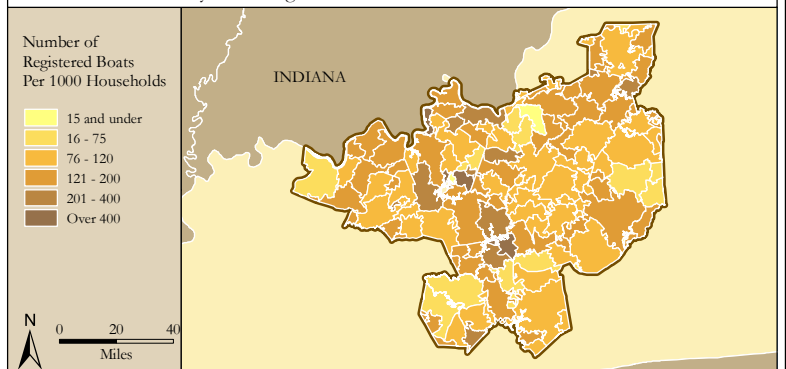 Number of
Registered Boats
Per 1000 Households
15 and under
16 - 75
76 - 120
121 - 200
201 - 400
Over 400
N
0 20 40
Miles
INDIANA